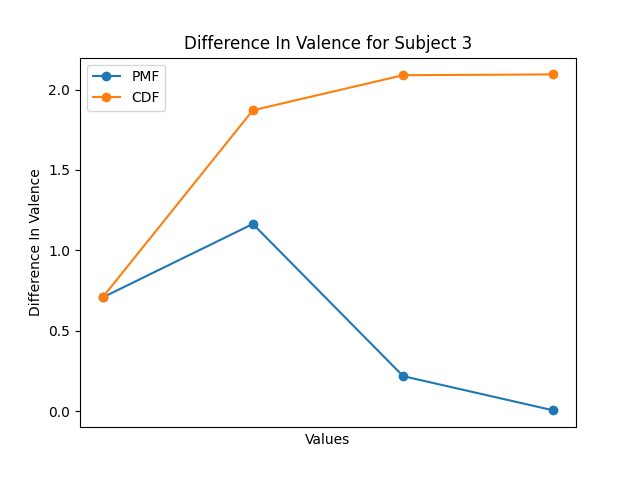 Difference In Valence for Subject 3
PMF
CDF
2.0
1.5
1.0
0.5
0.0
Difference In Valence
Values